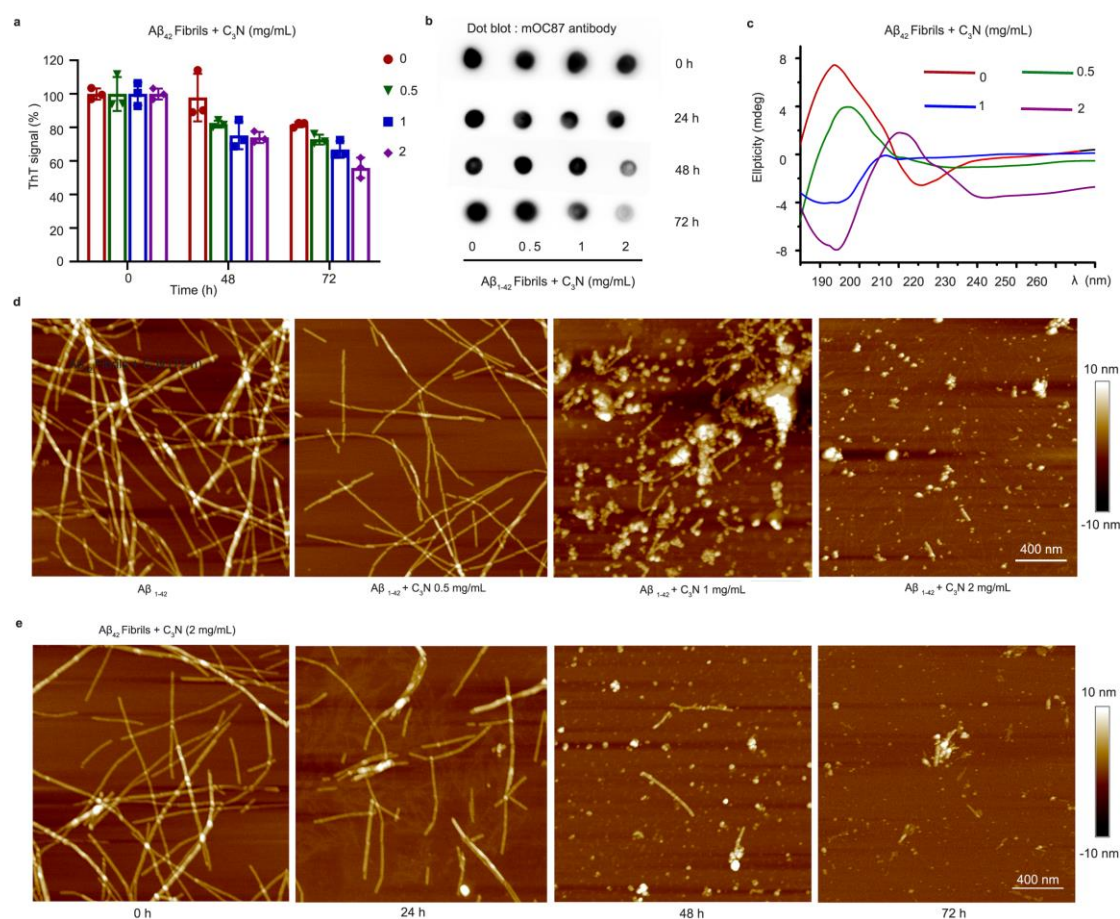 a
Aβ42 Fibrils + C3N (mg/mL)
ThT signal (%)
120
100
80
60
40
20
0
0
48
72
Time (h)
0
0.5
1
2
b
Dot blot : mOC87 antibody
0 h
24 h
48 h
72 h
0
0.5
1
2
Aβ1-42 Fibrils + C3N (mg/mL)
c
Aβ42 Fibrils + C3N (mg/mL)
Ellipticity (mdeg)
8
4
0
-4
-8
0
0.5
1
2
190 200 210 220 230 240 250 260 λ (nm)
d
10 nm
-10 nm
400 nm
Aβ 1-42
Aβ 1-42 + C3N 0.5 mg/mL
Aβ 1-42 + C3N 1 mg/mL
Aβ 1-42 + C3N 2 mg/mL
e
Aβ42 Fibrils + C3N (2 mg/mL)
10 nm
-10 nm
400 nm
0 h
24 h
48 h
72 h